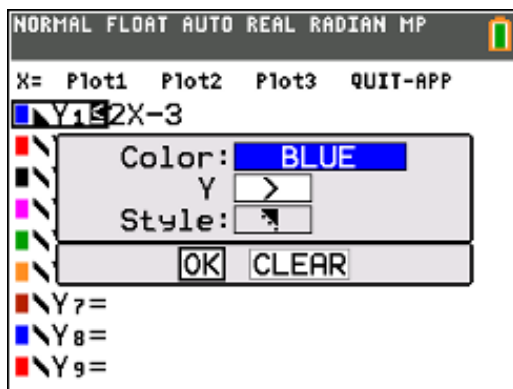 NORMAL FLOAT AUTO REAL RADIAN MP
X= Plot1 Plot2 Plot3 QUIT-APP
Y1≤2X-3
Color: BLUE
Y >
Style:
OK CLEAR
Y7=
Y8=
Y9=